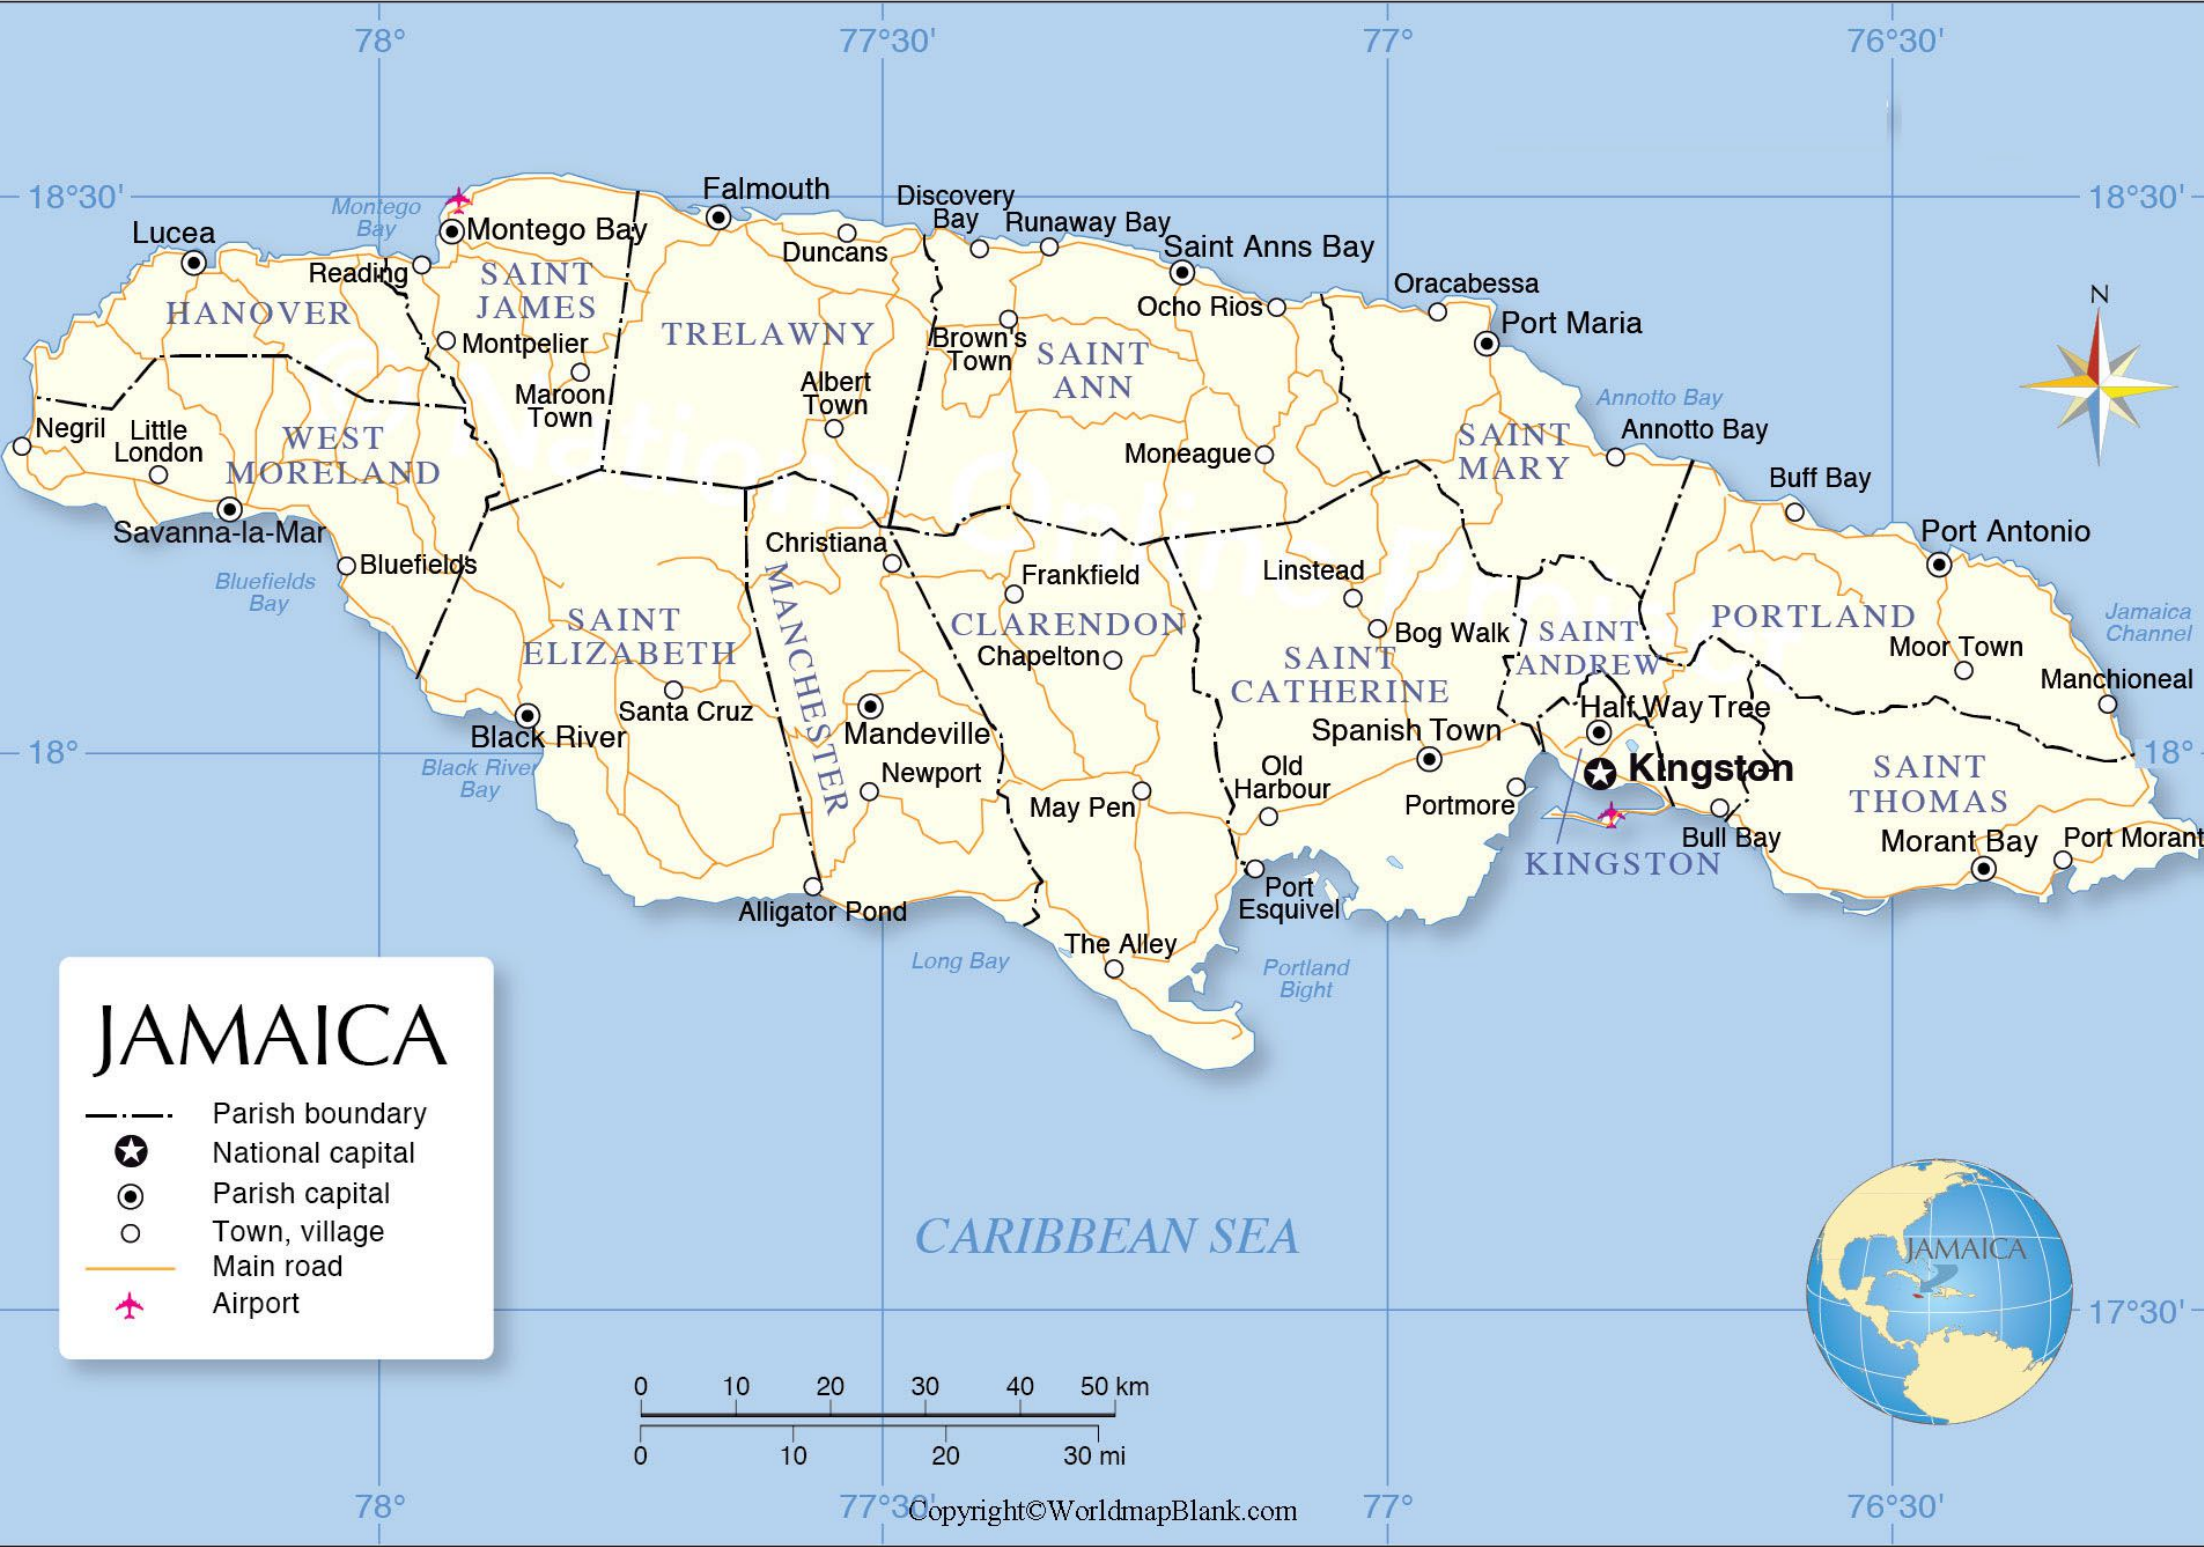 78°
77°30'
77°
76°30'
18°30'
18°30'
Montego
Bay
Lucea
Montego Bay
Reading
Falmouth
Duncans
Discovery
Bay
Runaway Bay
Saint Anns Bay
Ocho Rios
Oracabessa
Port Maria
N
HANOVER
SAINT
JAMES
Montpelier
Maroon
Town
TRELAWNY
Albert
Town
Brown's
Town
SAINT
ANN
Moneague
SAINT
MARY
Annotto Bay
Annotto Bay
Buff Bay
Port Antonio
Negril
Little
London
WEST
MORELAND
Savanna-la-Mar
Bluefields
Bluefields
Bay
Christiana
Frankfield
Linstead
Bog Walk
SAINT
ELIZABETH
MANCHESTER
CLARENDON
Chapelton
SAINT
CATHERINE
SAINT
ANDREW
PORTLAND
Moor Town
Jamaica
Channel
Manchioneal
Santa Cruz
Black River
Black River
Bay
Mandeville
Newport
May Pen
Spanish Town
Old
Harbour
Portmore
Half Way Tree
Kingston
KINGSTON
Bull Bay
SAINT
THOMAS
Morant Bay
Port Morant
18°
18°
Alligator Pond
Long Bay
The Alley
Port
Esquivel
Portland
Bight
© Nations Online Project
JAMAICA
Parish boundary
National capital
Parish capital
Town, village
Main road
Airport
CARIBBEAN SEA
JAMAICA
17°30'
0 10 20 30 40 50 km
0 10 20 30 mi
78°
77°30'
77°
76°30'
Copyright©WorldmapBlank.com